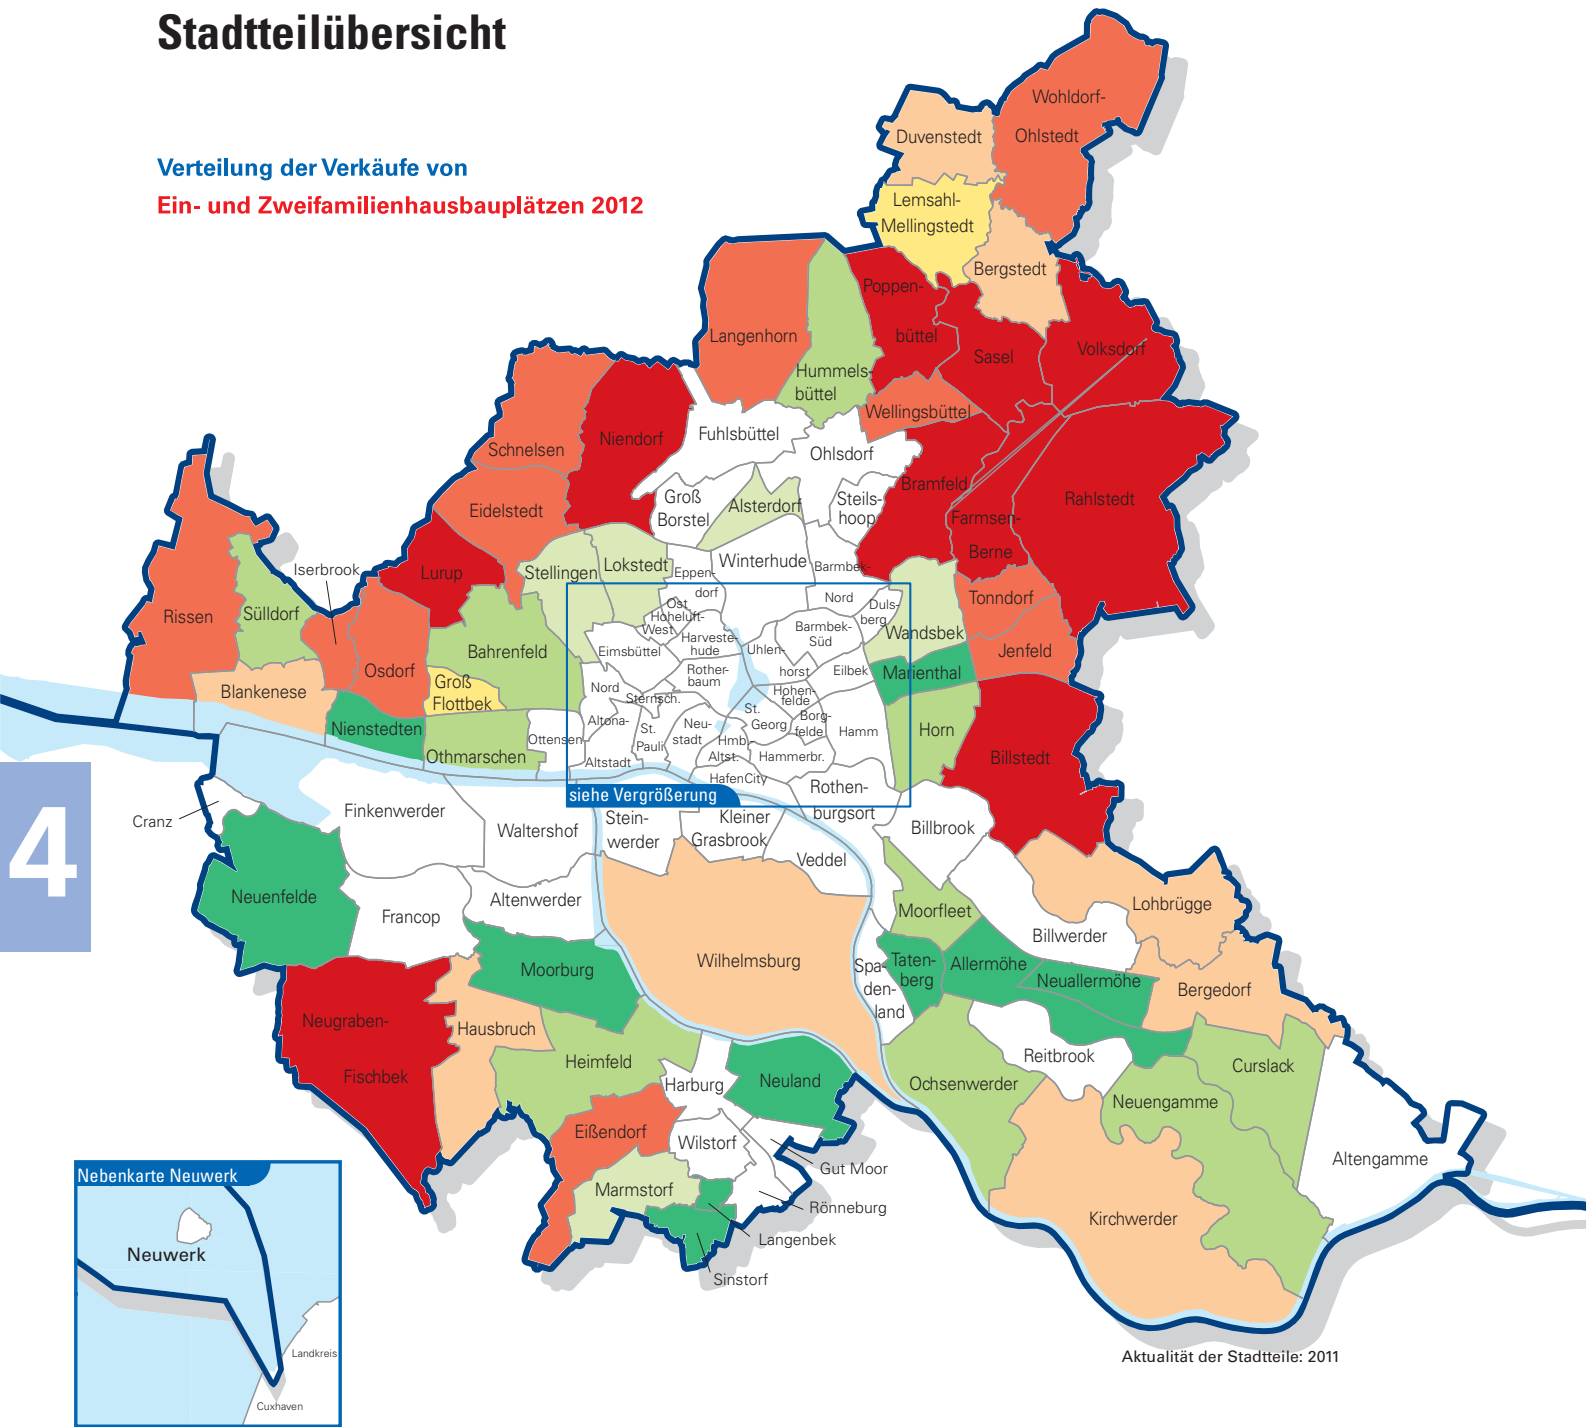 Stadtteilübersicht
Verteilung der Verkäufe von
Ein- und Zweifamilienhausbauplätzen 2012
Wohldorf-
Ohlstedt
Duvenstedt
Lemsahl-
Mellingstedt
Bergstedt
Poppen-
büttel
Sasel
Volksdorf
Langenhorn
Hummels-
büttel
Wellingsbüttel
Schnelsen
Niendorf
Fuhlsbüttel
Ohlsdorf
Groß
Borstel
Alsterdorf
Steils-
hoop
Bramfeld
Farmsen-
Berne
Rahlstedt
Eidelstedt
Lurup
Stellingen
Lokstedt
Eppen-
dorf
Winterhude
Barmbek-
Nord
Duls-
berg
Wandsbek
Tonndorf
Jenfeld
Iserbrook
Rissen
Sülldorf
Osdorf
Bahrenfeld
Groß
Flottbek
Blankenese
Nienstedten
Othmarschen
Ottensen
Ost
Hoheluft-
West
Harveste-
hude
Eimsbüttel
Rother-
baum
Uhlen-
horst
Barmbek-
Süd
Eilbek
Marienthal
Hohen-
felde
Nord
Altona-
Altstadt
Sternsch.
St.
Pauli
Neu-
stadt
St.
Georg
Borg-
felde
Hamm
Hmb.-
Altst.
Hammerbr.
HafenCity
Horn
Billstedt
siehe Vergrößerung
Rothen-
burgsort
4
Cranz
Finkenwerder
Waltershof
Stein-
werder
Kleiner
Grasbrook
Veddel
Billbrook
Neuenfelde
Francop
Altenwerder
Moorfleet
Billwerder
Lohbrügge
Moorburg
Wilhelmsburg
Spa-
den-
land
Taten-
berg
Allermöhe
Neuallermöhe
Bergedorf
Neugraben-
Fischbek
Hausbruch
Heimfeld
Harburg
Neuland
Ochsenwerder
Reitbrook
Curslack
Neuengamme
Eißendorf
Wilstorf
Gut Moor
Altengamme
Marmstorf
Rönneburg
Langenbek
Sinstorf
Kirchwerder
Nebenkarte Neuwerk
Neuwerk
Landkreis
Cuxhaven
Aktualität der Stadtteile: 2011